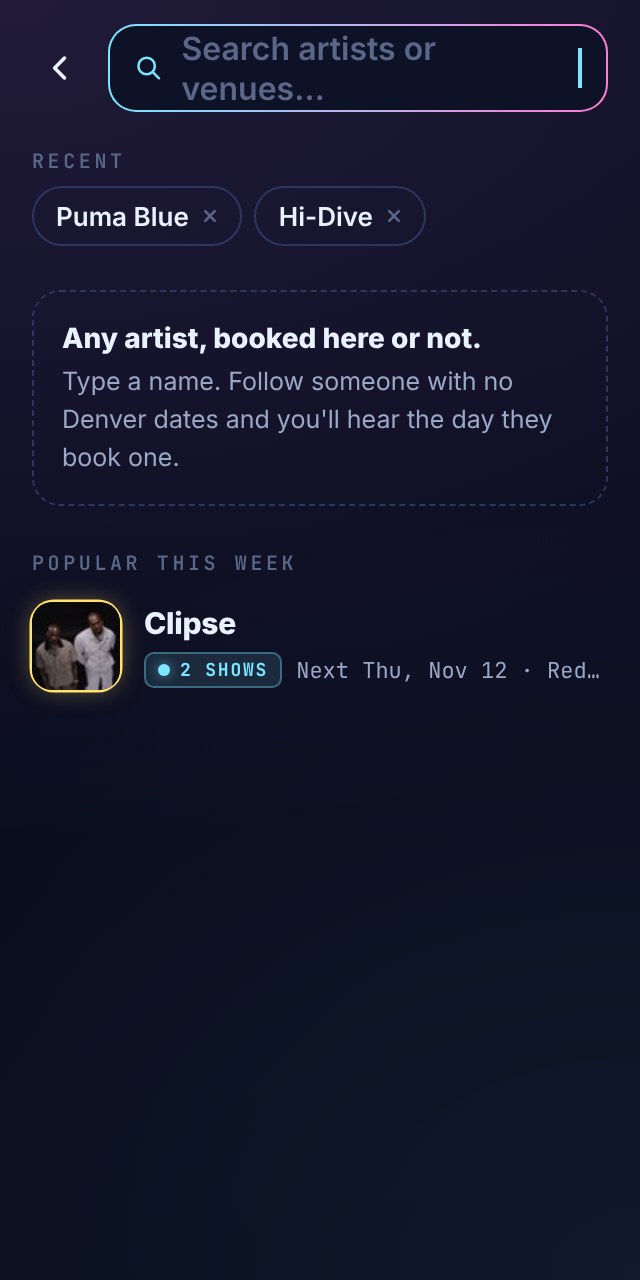 Search artists or
venues…
RECENT
Puma Blue ×
Hi-Dive ×
Any artist, booked here or not.
Type a name. Follow someone with no
Denver dates and you'll hear the day they
book one.
POPULAR THIS WEEK
Clipse
2 SHOWS Next Thu, Nov 12 · Red…